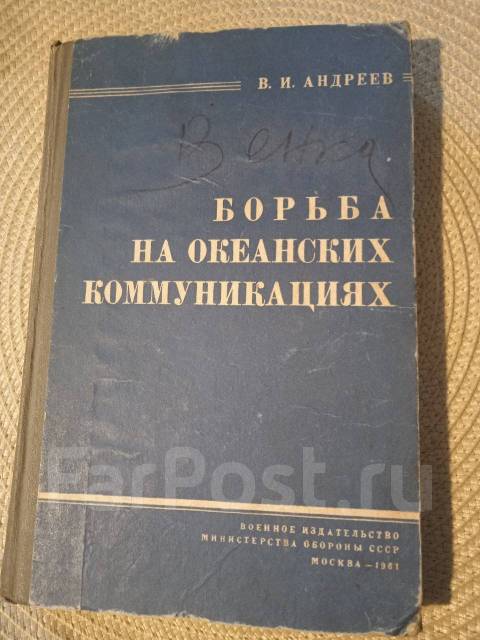 В. И. АНДРЕЕВ
БОРЬБА
НА ОКЕАНСКИХ
КОММУНИКАЦИЯХ
FarPost.ru
ВОЕННОЕ ИЗДАТЕЛЬСТВО
МИНИСТЕРСТВА ОБОРОНЫ СССР
МОСКВА — 1961